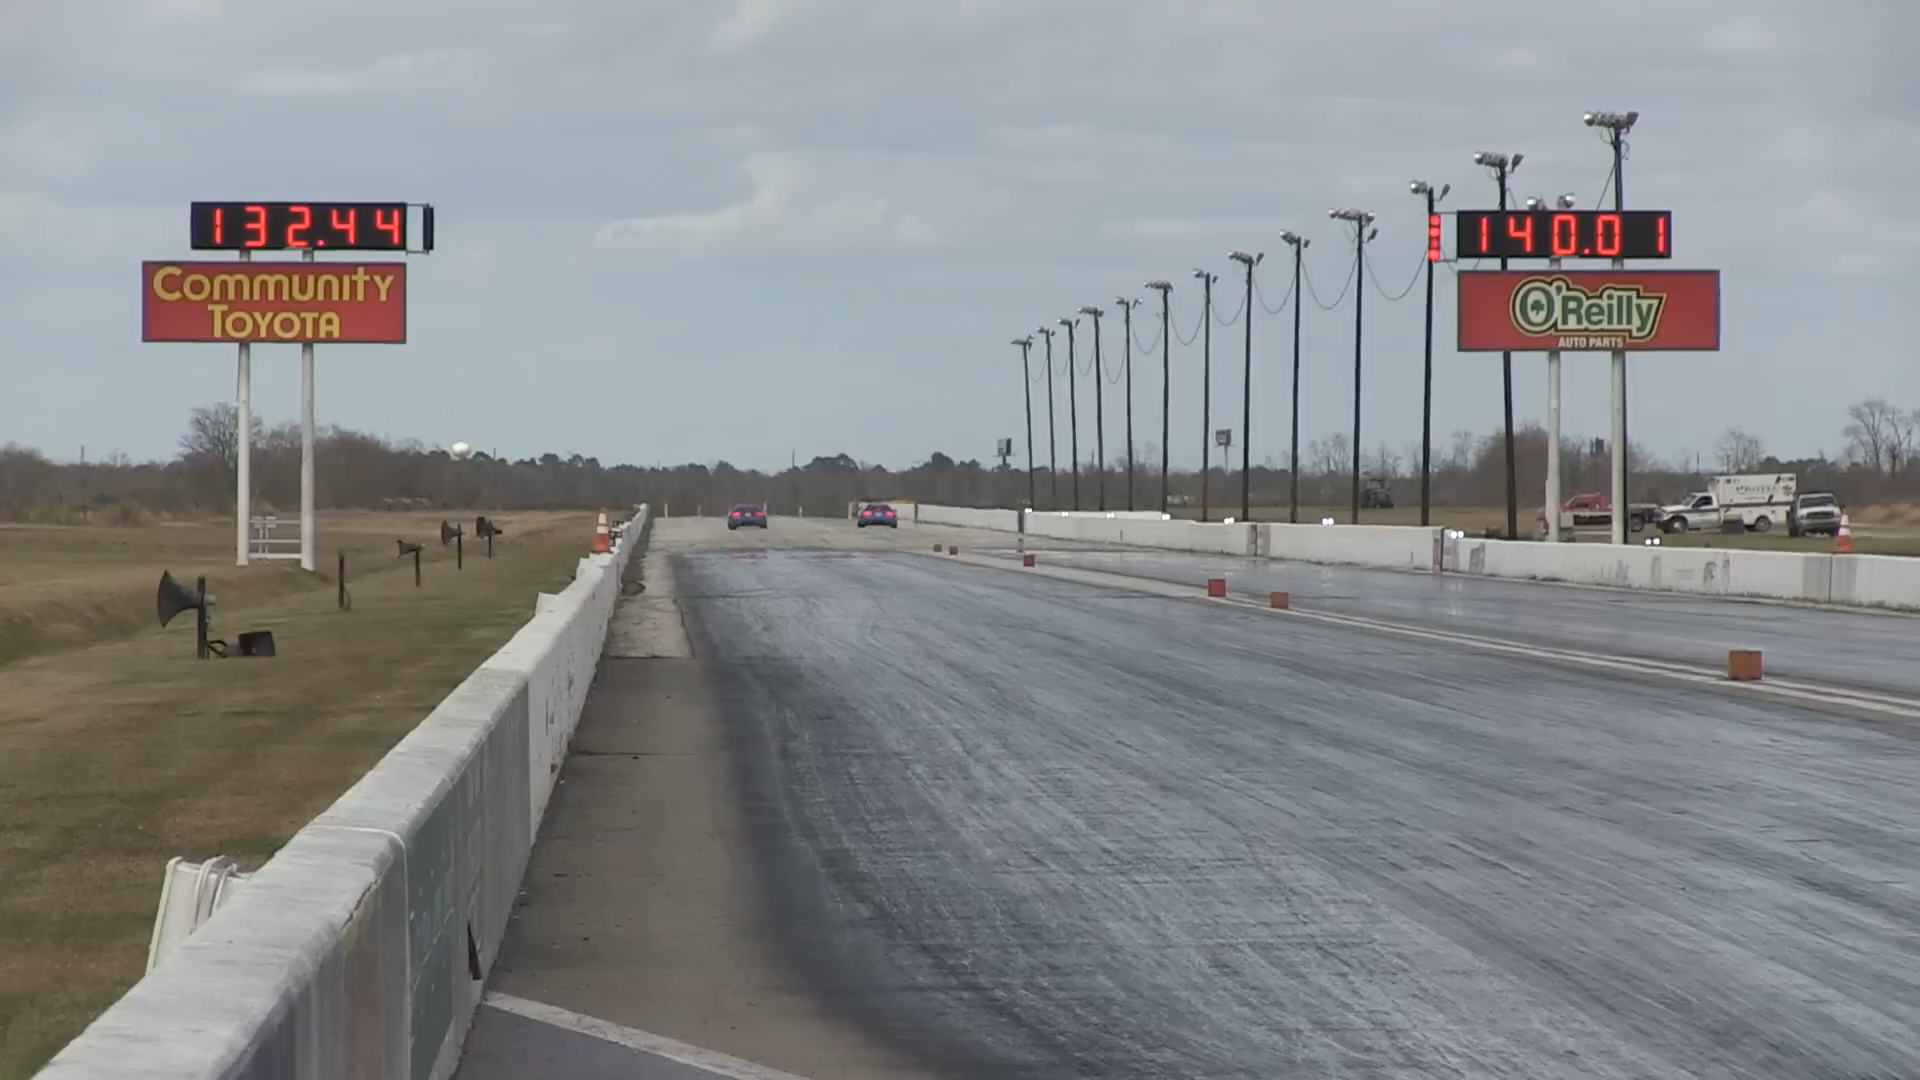 132.44
Community
Toyota
140.01
O'Reilly
AUTO PARTS